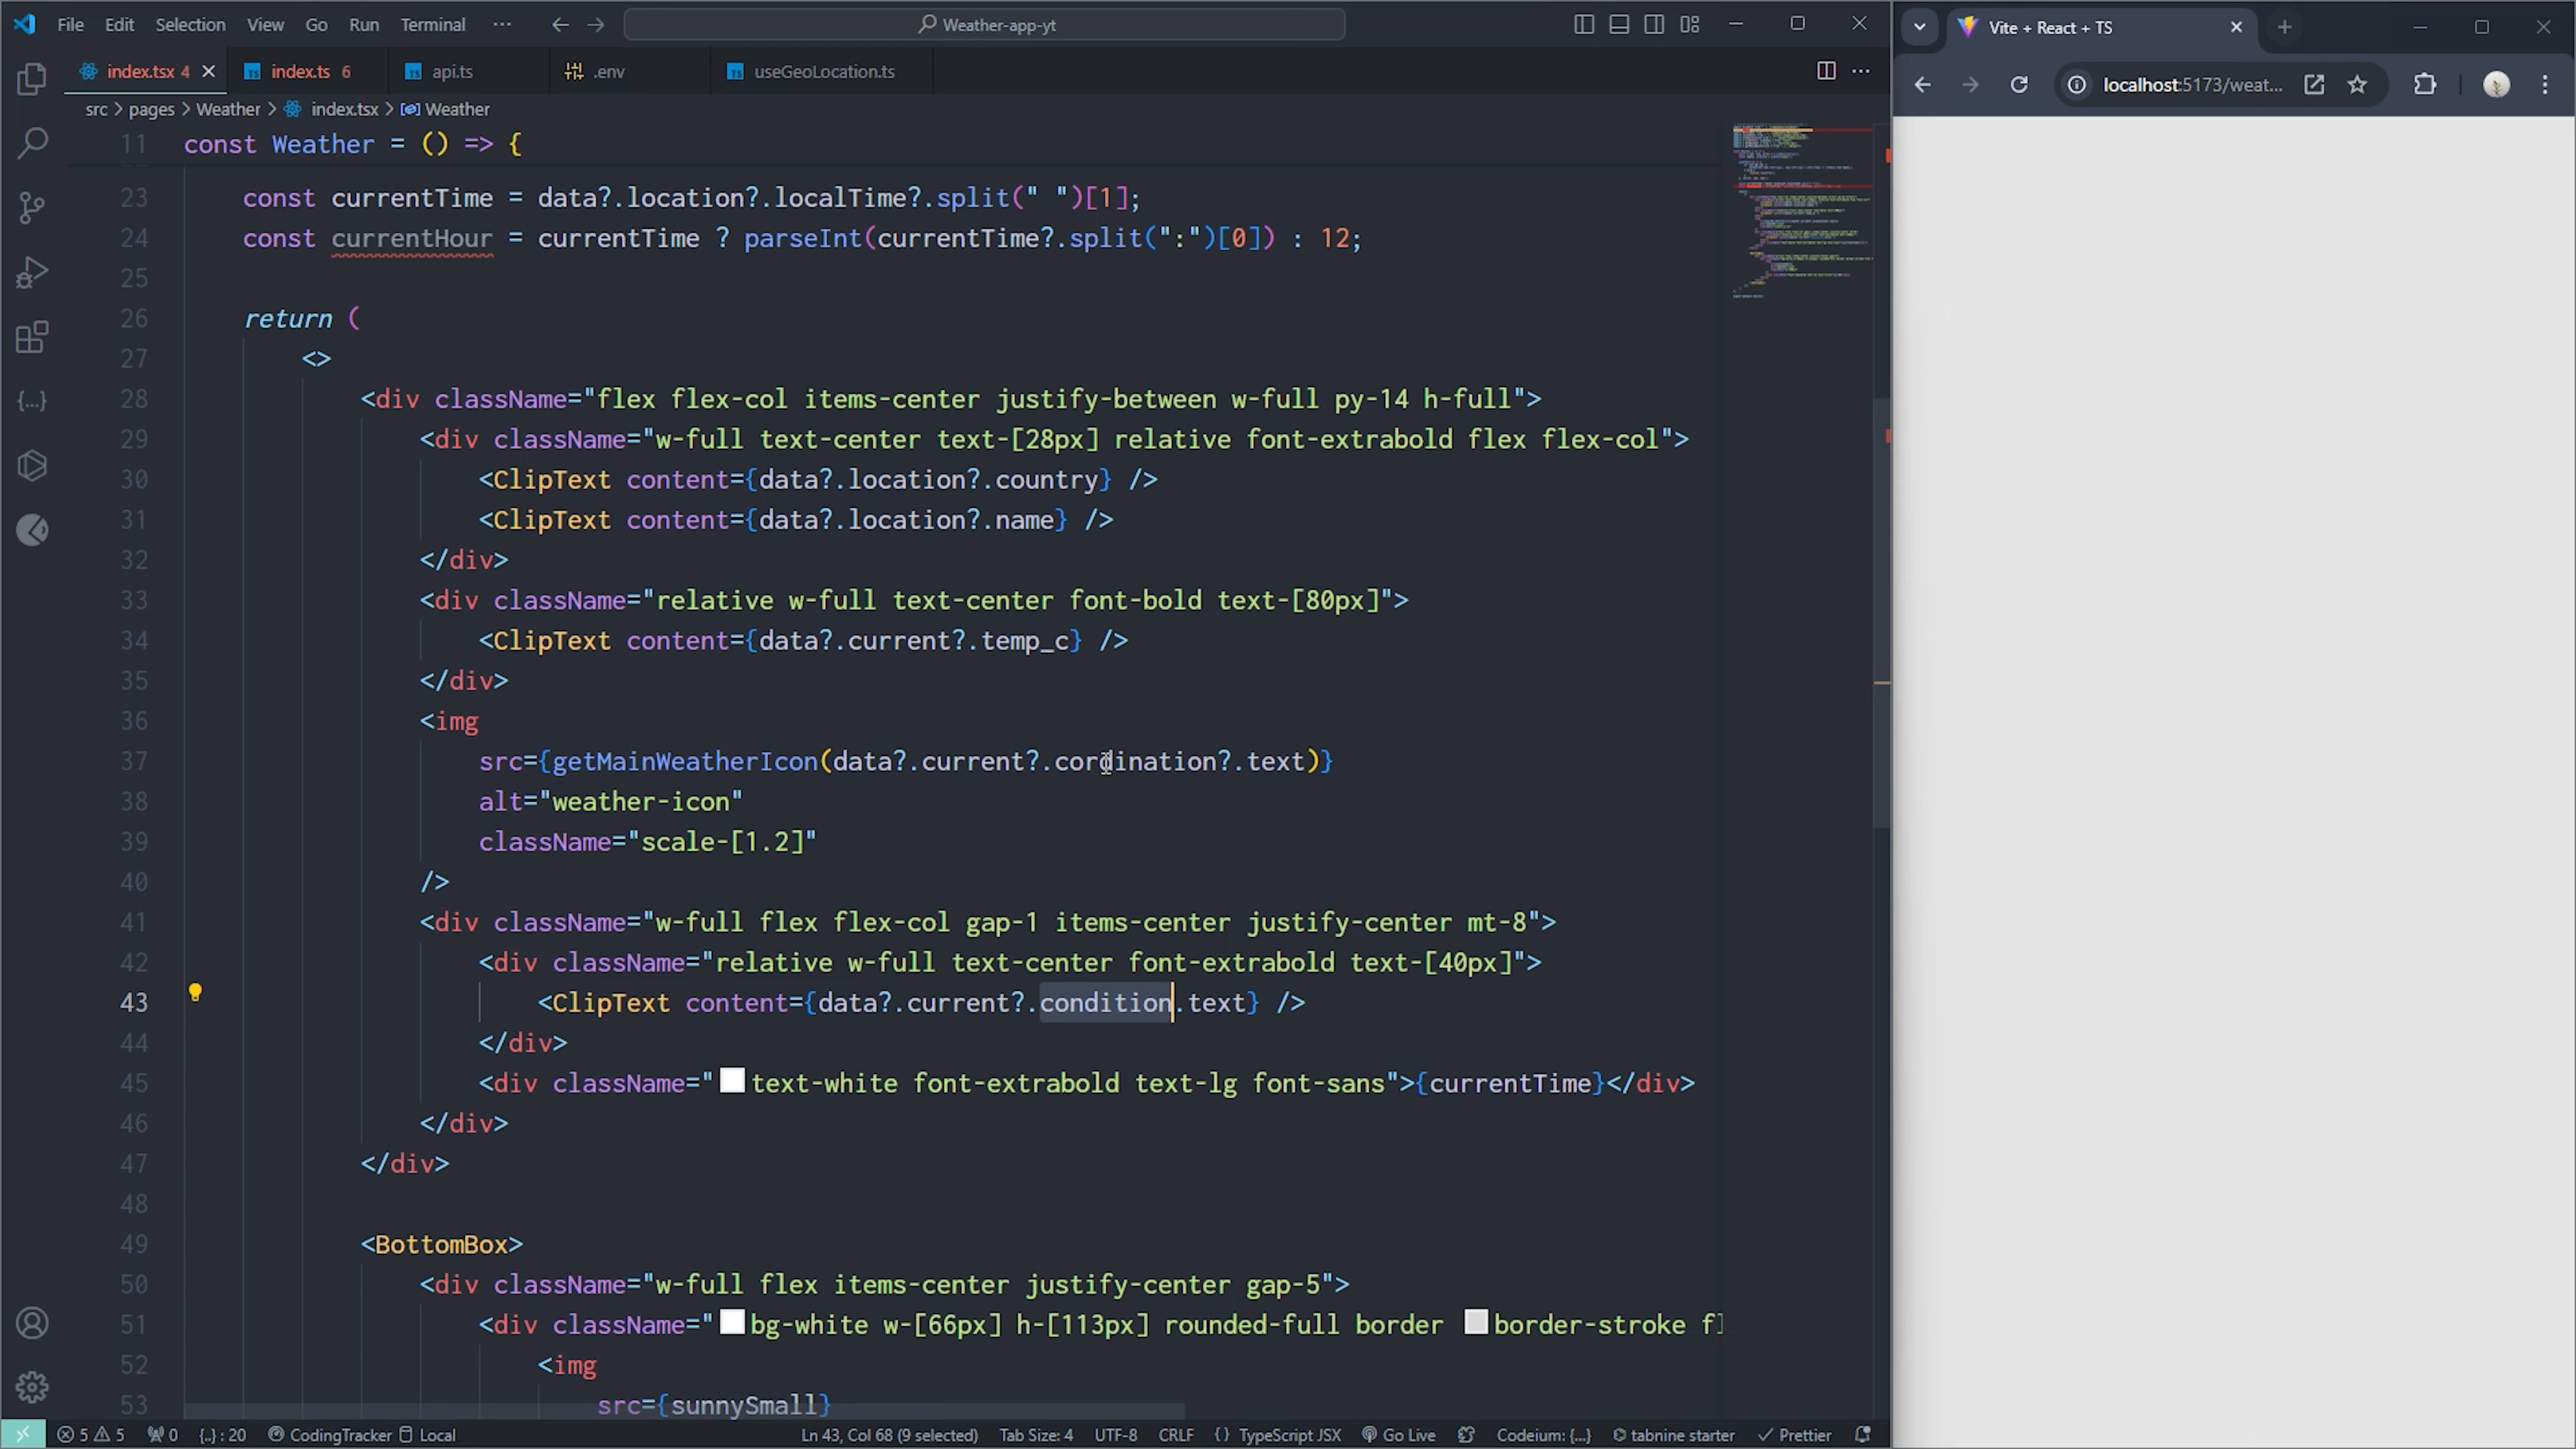 File Edit Selection View Go Run Terminal ··· Weather-app-yt
index.tsx 4 index.ts 6 api.ts .env useGeoLocation.ts
src > pages > Weather > index.tsx > Weather
11 const Weather = () => {
23 const currentTime = data?.location?.localTime?.split(" ")[1];
24 const currentHour = currentTime ? parseInt(currentTime?.split(":")[0]) : 12;
25
26 return (
27 <>
28 <div className="flex flex-col items-center justify-between w-full py-14 h-full">
29 <div className="w-full text-center text-[28px] relative font-extrabold flex flex-col">
30 <ClipText content={data?.location?.country} />
31 <ClipText content={data?.location?.name} />
32 </div>
33 <div className="relative w-full text-center font-bold text-[80px]">
34 <ClipText content={data?.current?.temp_c} />
35 </div>
36 <img
37 src={getMainWeatherIcon(data?.current?.cordination?.text)}
38 alt="weather-icon"
39 className="scale-[1.2]"
40 />
41 <div className="w-full flex flex-col gap-1 items-center justify-center mt-8">
42 <div className="relative w-full text-center font-extrabold text-[40px]">
43 <ClipText content={data?.current?.condition.text} />
44 </div>
45 <div className="text-white font-extrabold text-lg font-sans">{currentTime}</div>
46 </div>
47 </div>
48
49 <BottomBox>
50 <div className="w-full flex items-center justify-center gap-5">
51 <div className="bg-white w-[66px] h-[113px] rounded-full border border-stroke fl
52 <img
53 src={sunnySmall}
5 5 0 {..} : 20 CodingTracker Local Ln 43, Col 68 (9 selected) Tab Size: 4 UTF-8 CRLF {} TypeScript JSX Go Live Codeium: {...} tabnine starter Prettier
Vite + React + TS
localhost:5173/weat...